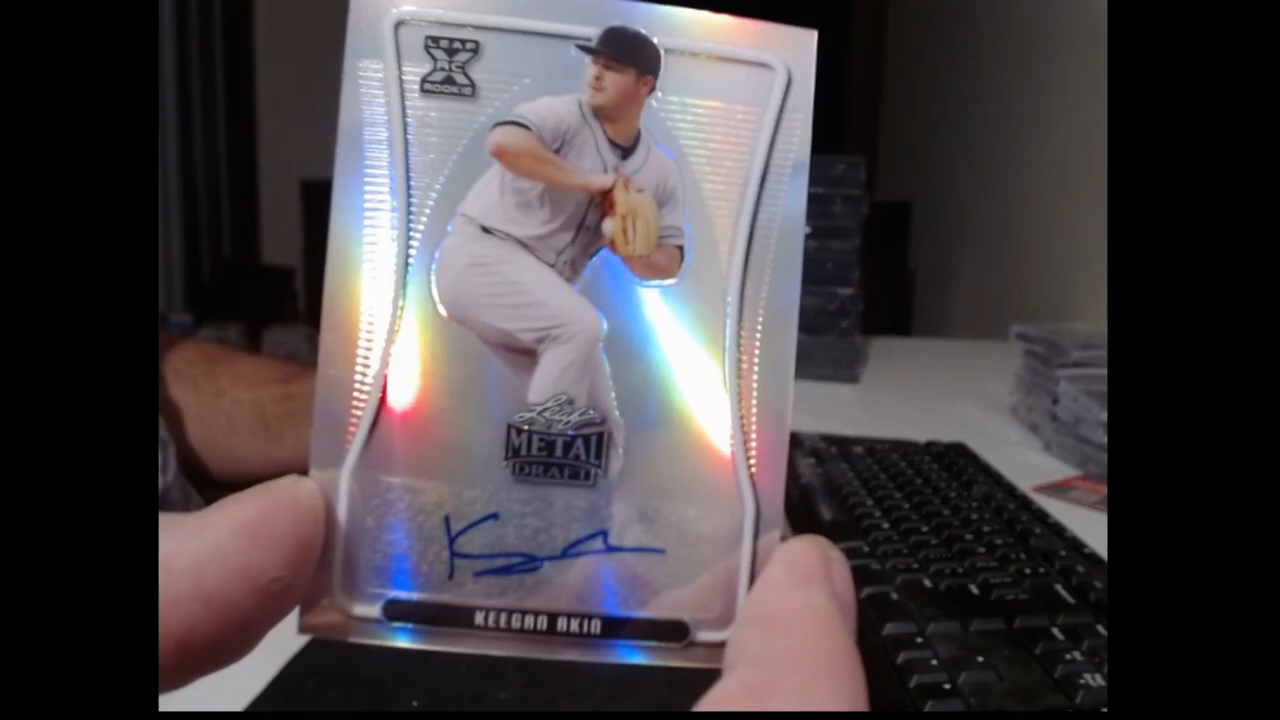 LEAF
RC
ROOKIE
Leaf
METAL
DRAFT
KEEGAN AKIN